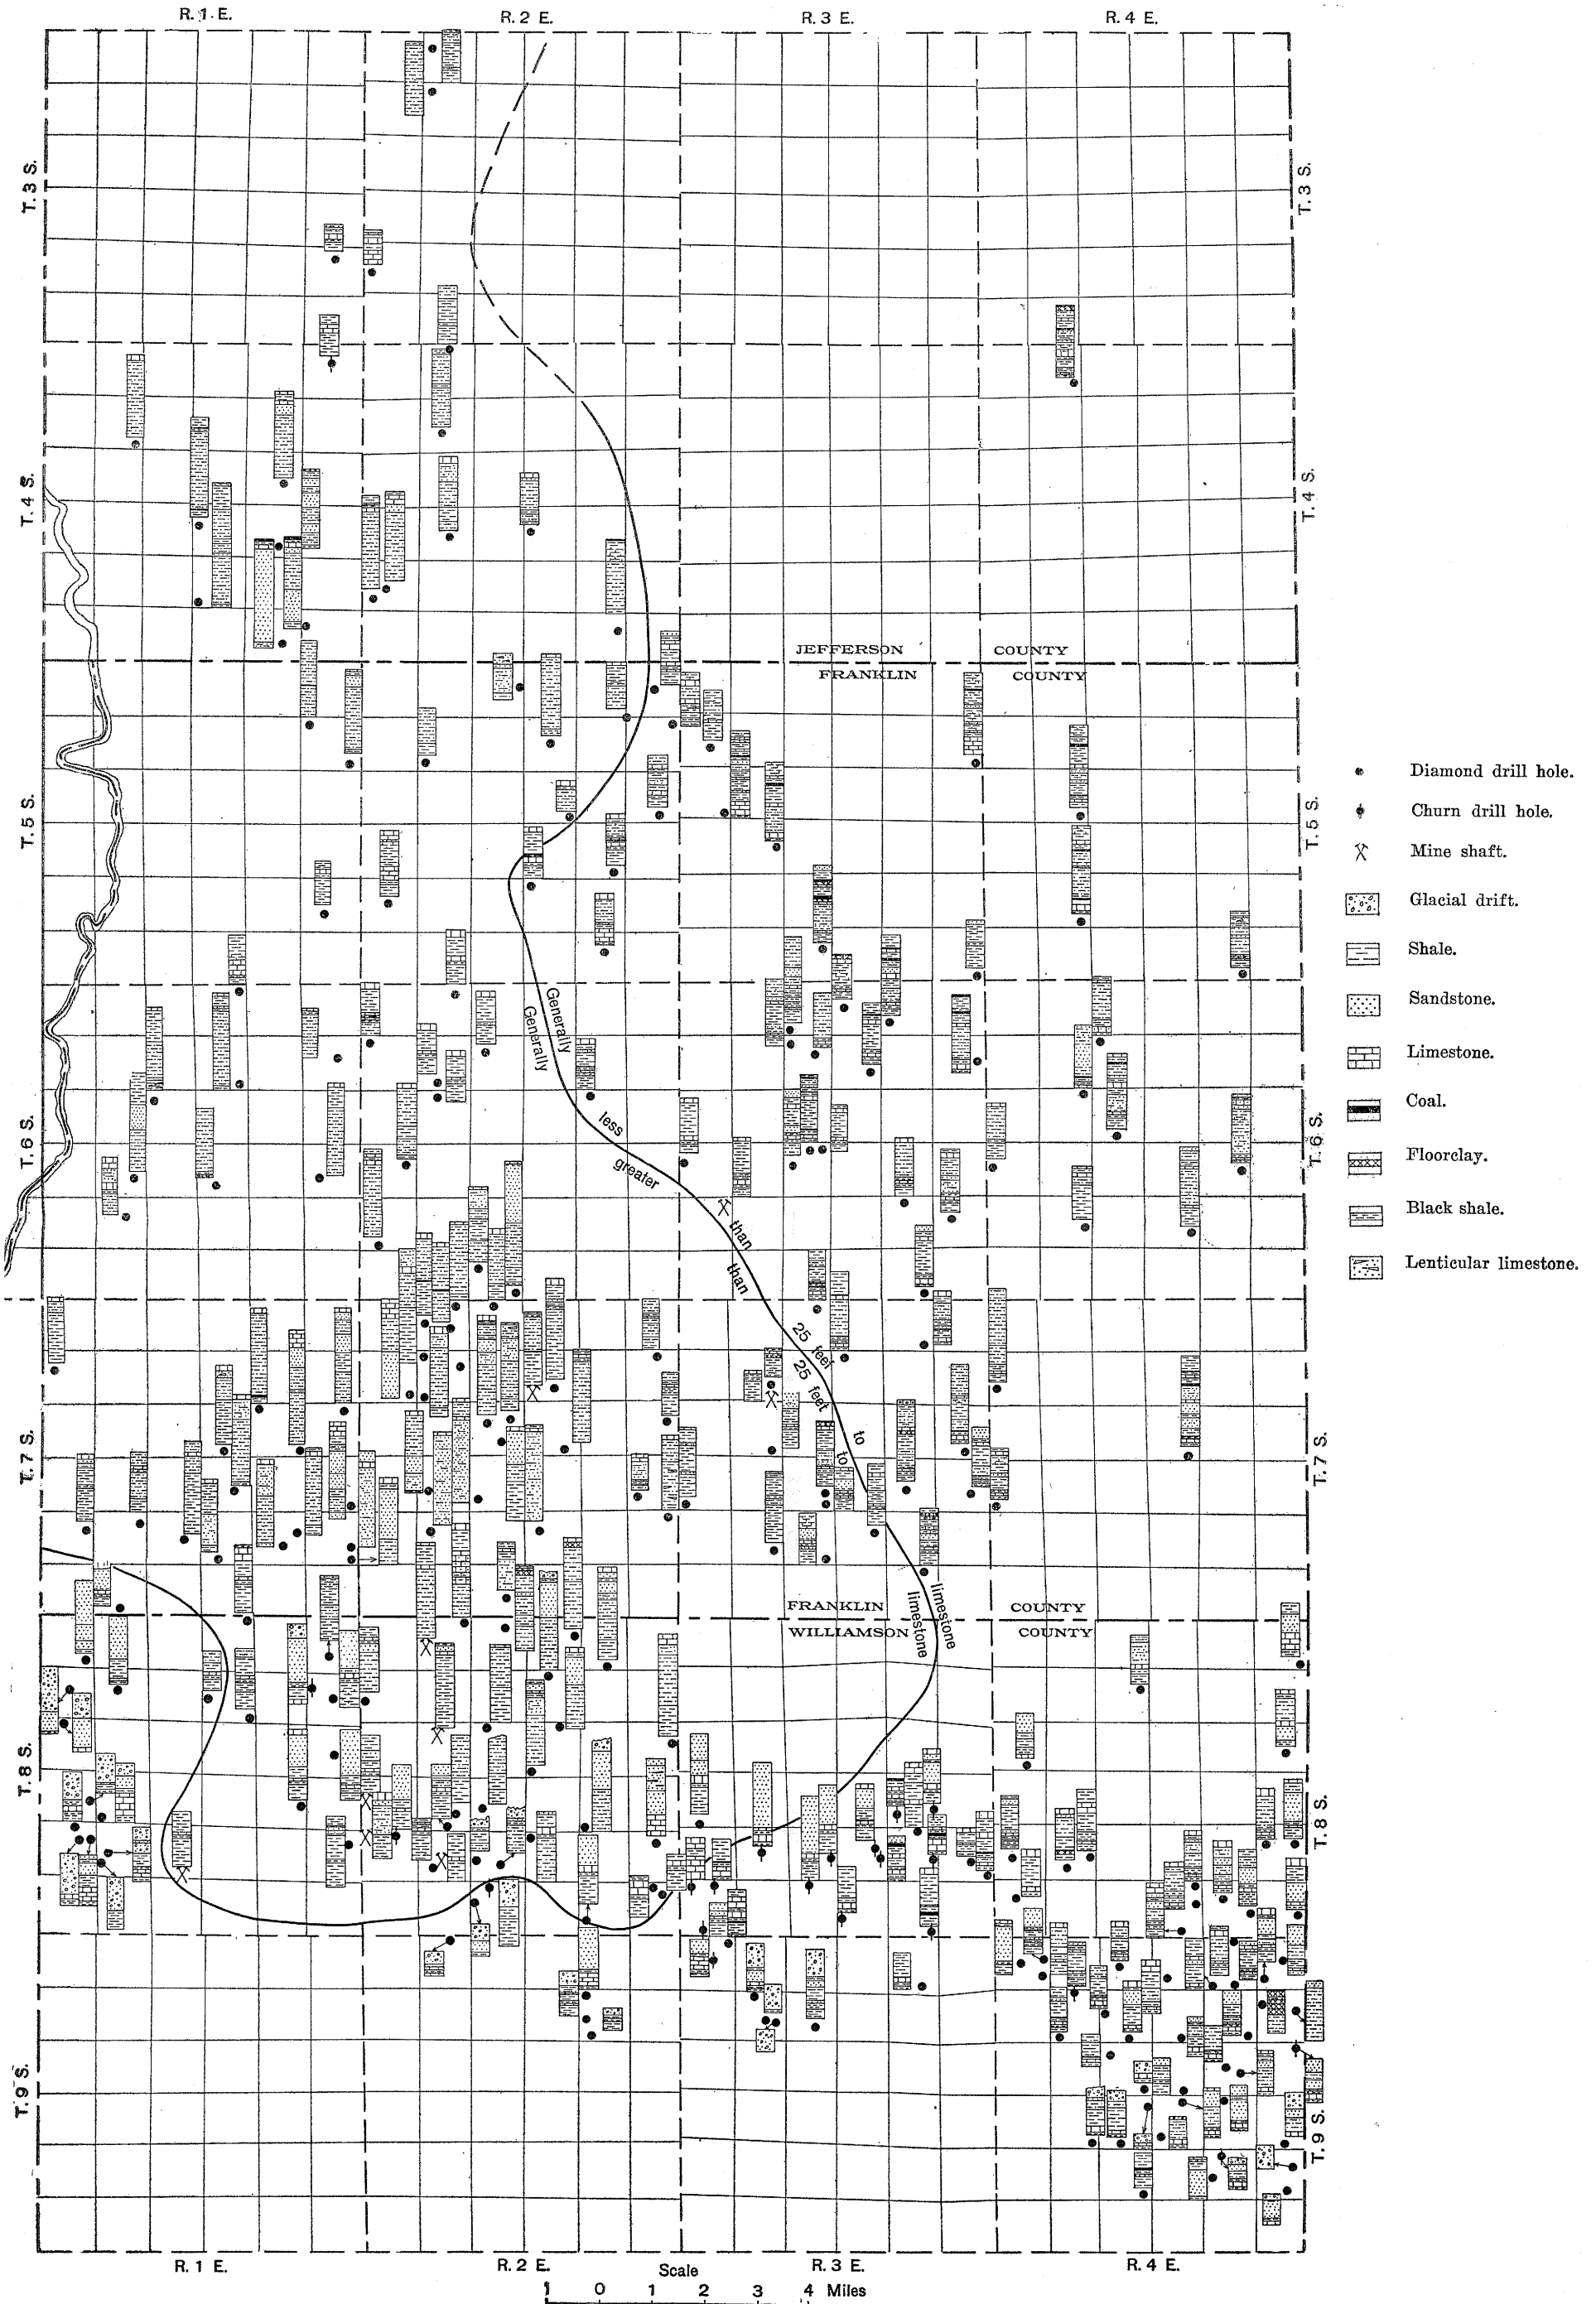 R. 1. E.
R. 2 E.
R. 3 E.
R. 4 E.
T. 3 S.
T. 3 S.
T. 4 S.
T. 4 S.
JEFFERSON COUNTY
FRANKLIN COUNTY
T. 5 S.
T. 5 S.
Diamond drill hole.
Churn drill hole.
Mine shaft.
Glacial drift.
Shale.
Sandstone.
Limestone.
Coal.
Floorclay.
Black shale.
Lenticular limestone.
Generally less than 25 feet to limestone
Generally greater than 25 feet to limestone
T. 6 S.
T. 6 S.
T. 7 S.
T. 7 S.
FRANKLIN COUNTY
WILLIAMSON COUNTY
T. 8 S.
T. 8 S.
T. 9 S.
T. 9 S.
R. 1 E.
R. 2 E.
R. 3 E.
R. 4 E.
Scale
1 0 1 2 3 4 Miles